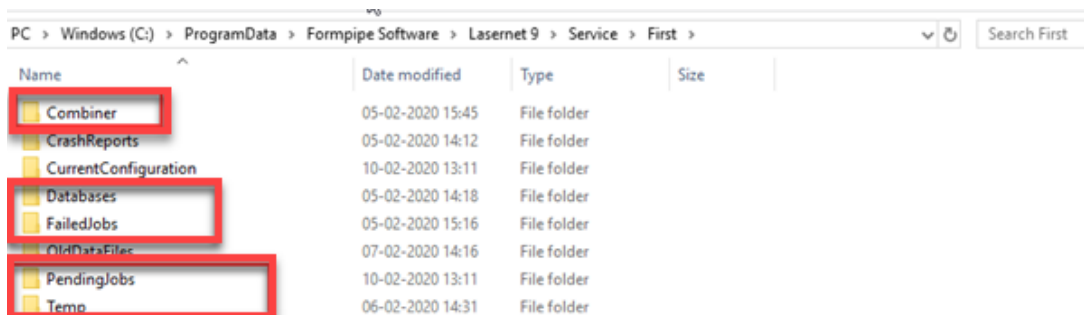 PC > Windows (C:) > ProgramData > Formpipe Software > Lasernet 9 > Service > First > Search First
Name Date modified Type Size
Combiner 05-02-2020 15:45 File folder
CrashReports 05-02-2020 14:12 File folder
CurrentConfiguration 10-02-2020 13:11 File folder
Databases 05-02-2020 14:18 File folder
FailedJobs 05-02-2020 15:16 File folder
OldDataFiles 07-02-2020 14:16 File folder
PendingJobs 10-02-2020 13:11 File folder
Temp 06-02-2020 14:31 File folder